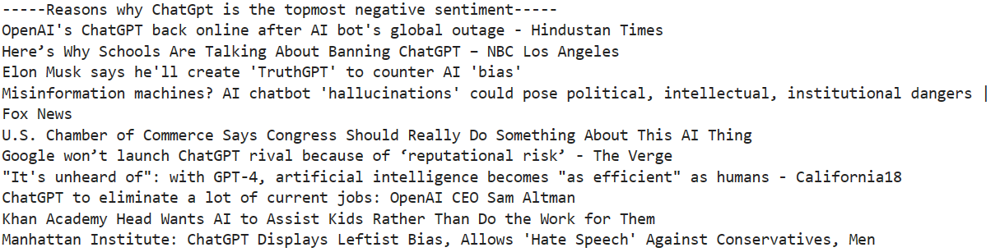 -----Reasons why ChatGpt is the topmost negative sentiment-----
OpenAI's ChatGPT back online after AI bot's global outage - Hindustan Times
Here’s Why Schools Are Talking About Banning ChatGPT – NBC Los Angeles
Elon Musk says he'll create 'TruthGPT' to counter AI 'bias'
Misinformation machines? AI chatbot 'hallucinations' could pose political, intellectual, institutional dangers |
Fox News
U.S. Chamber of Commerce Says Congress Should Really Do Something About This AI Thing
Google won’t launch ChatGPT rival because of ‘reputational risk’ - The Verge
"It's unheard of": with GPT-4, artificial intelligence becomes "as efficient" as humans - California18
ChatGPT to eliminate a lot of current jobs: OpenAI CEO Sam Altman
Khan Academy Head Wants AI to Assist Kids Rather Than Do the Work for Them
Manhattan Institute: ChatGPT Displays Leftist Bias, Allows 'Hate Speech' Against Conservatives, Men